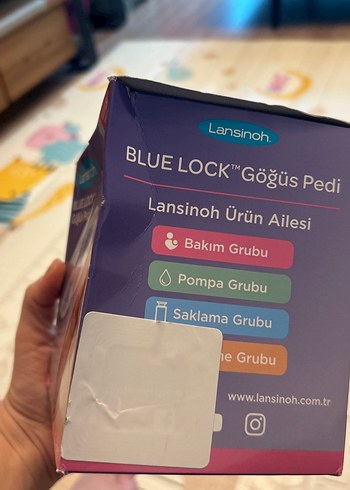 Lansinoh.
BLUE LOCK™ Göğüs Pedi
Lansinoh Ürün Ailesi
Bakım Grubu
Pompa Grubu
Saklama Grubu
Grubu
www.lansinoh.com.tr